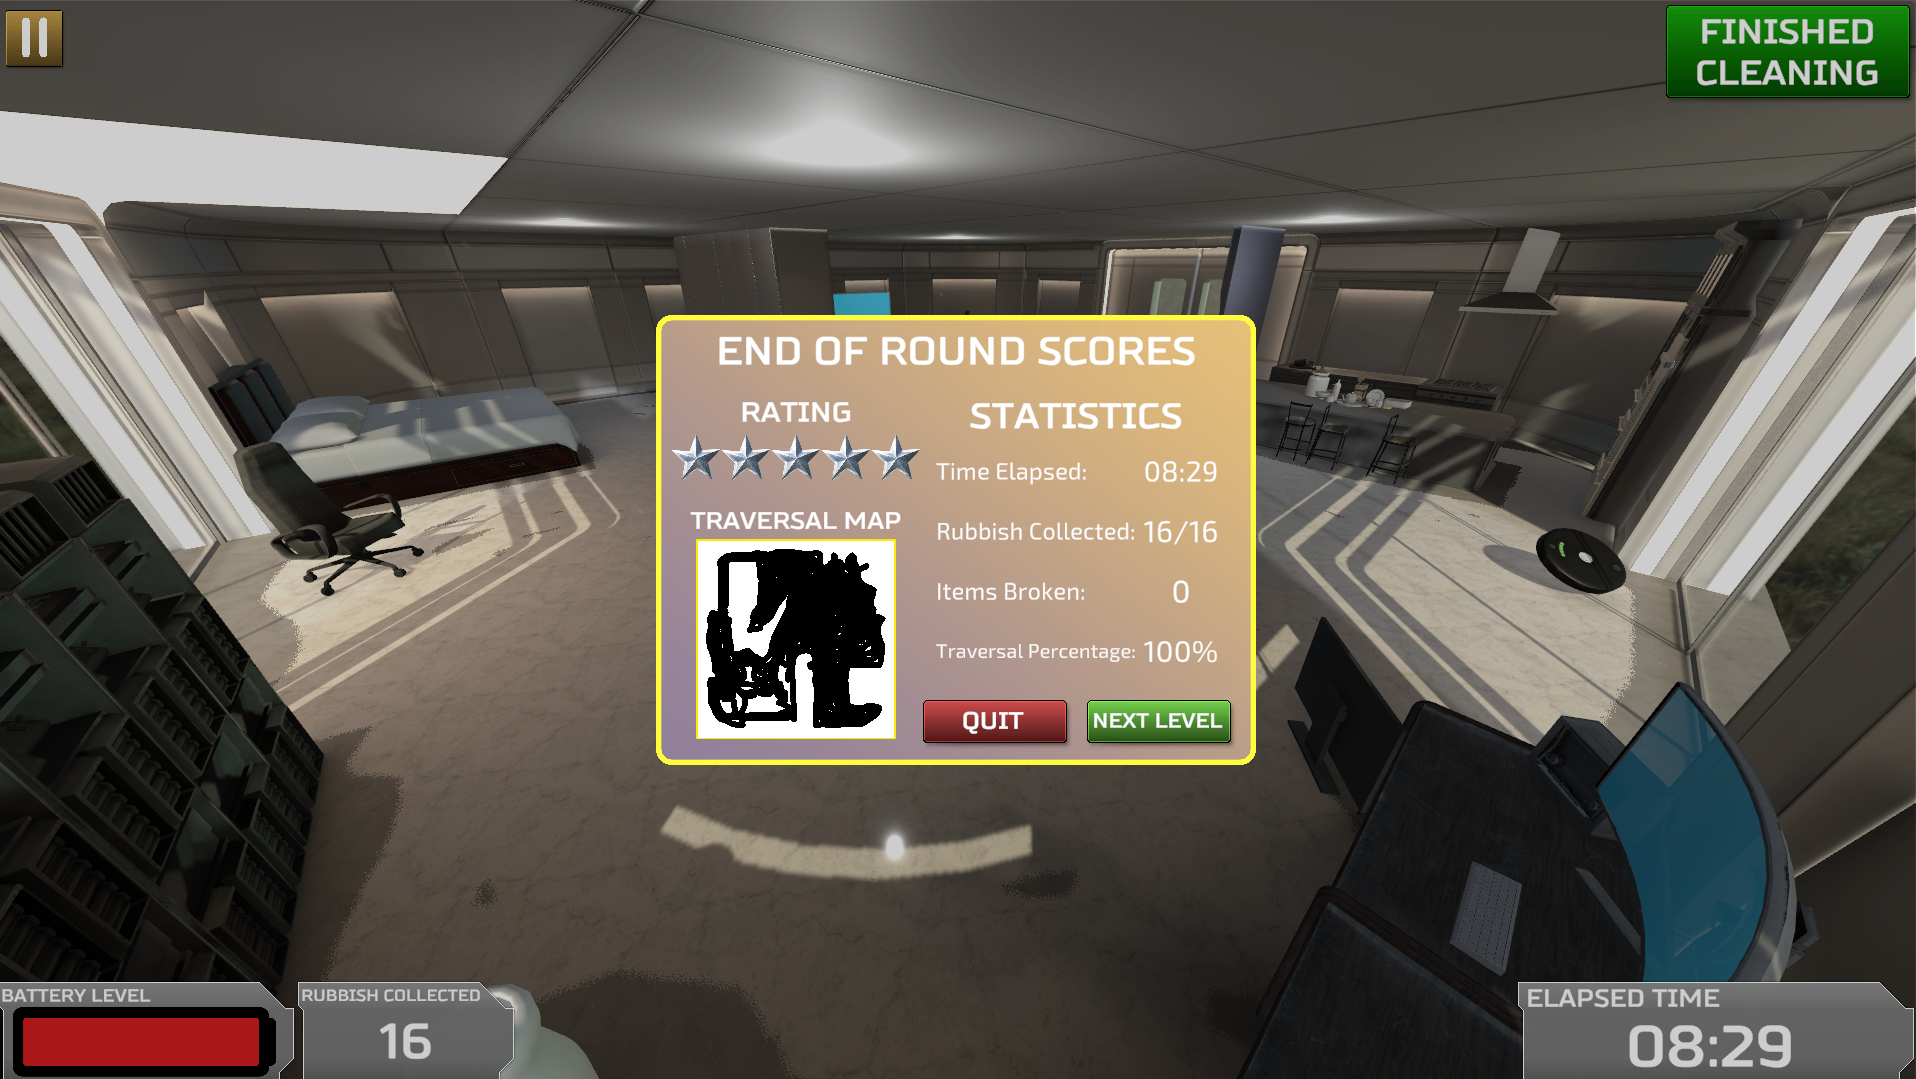 FINISHED
CLEANING
END OF ROUND SCORES
RATING
STATISTICS
Time Elapsed: 08:29
TRAVERSAL MAP
Rubbish Collected: 16/16
Items Broken: 0
Traversal Percentage: 100%
QUIT
NEXT LEVEL
BATTERY LEVEL
RUBBISH COLLECTED
16
ELAPSED TIME
08:29